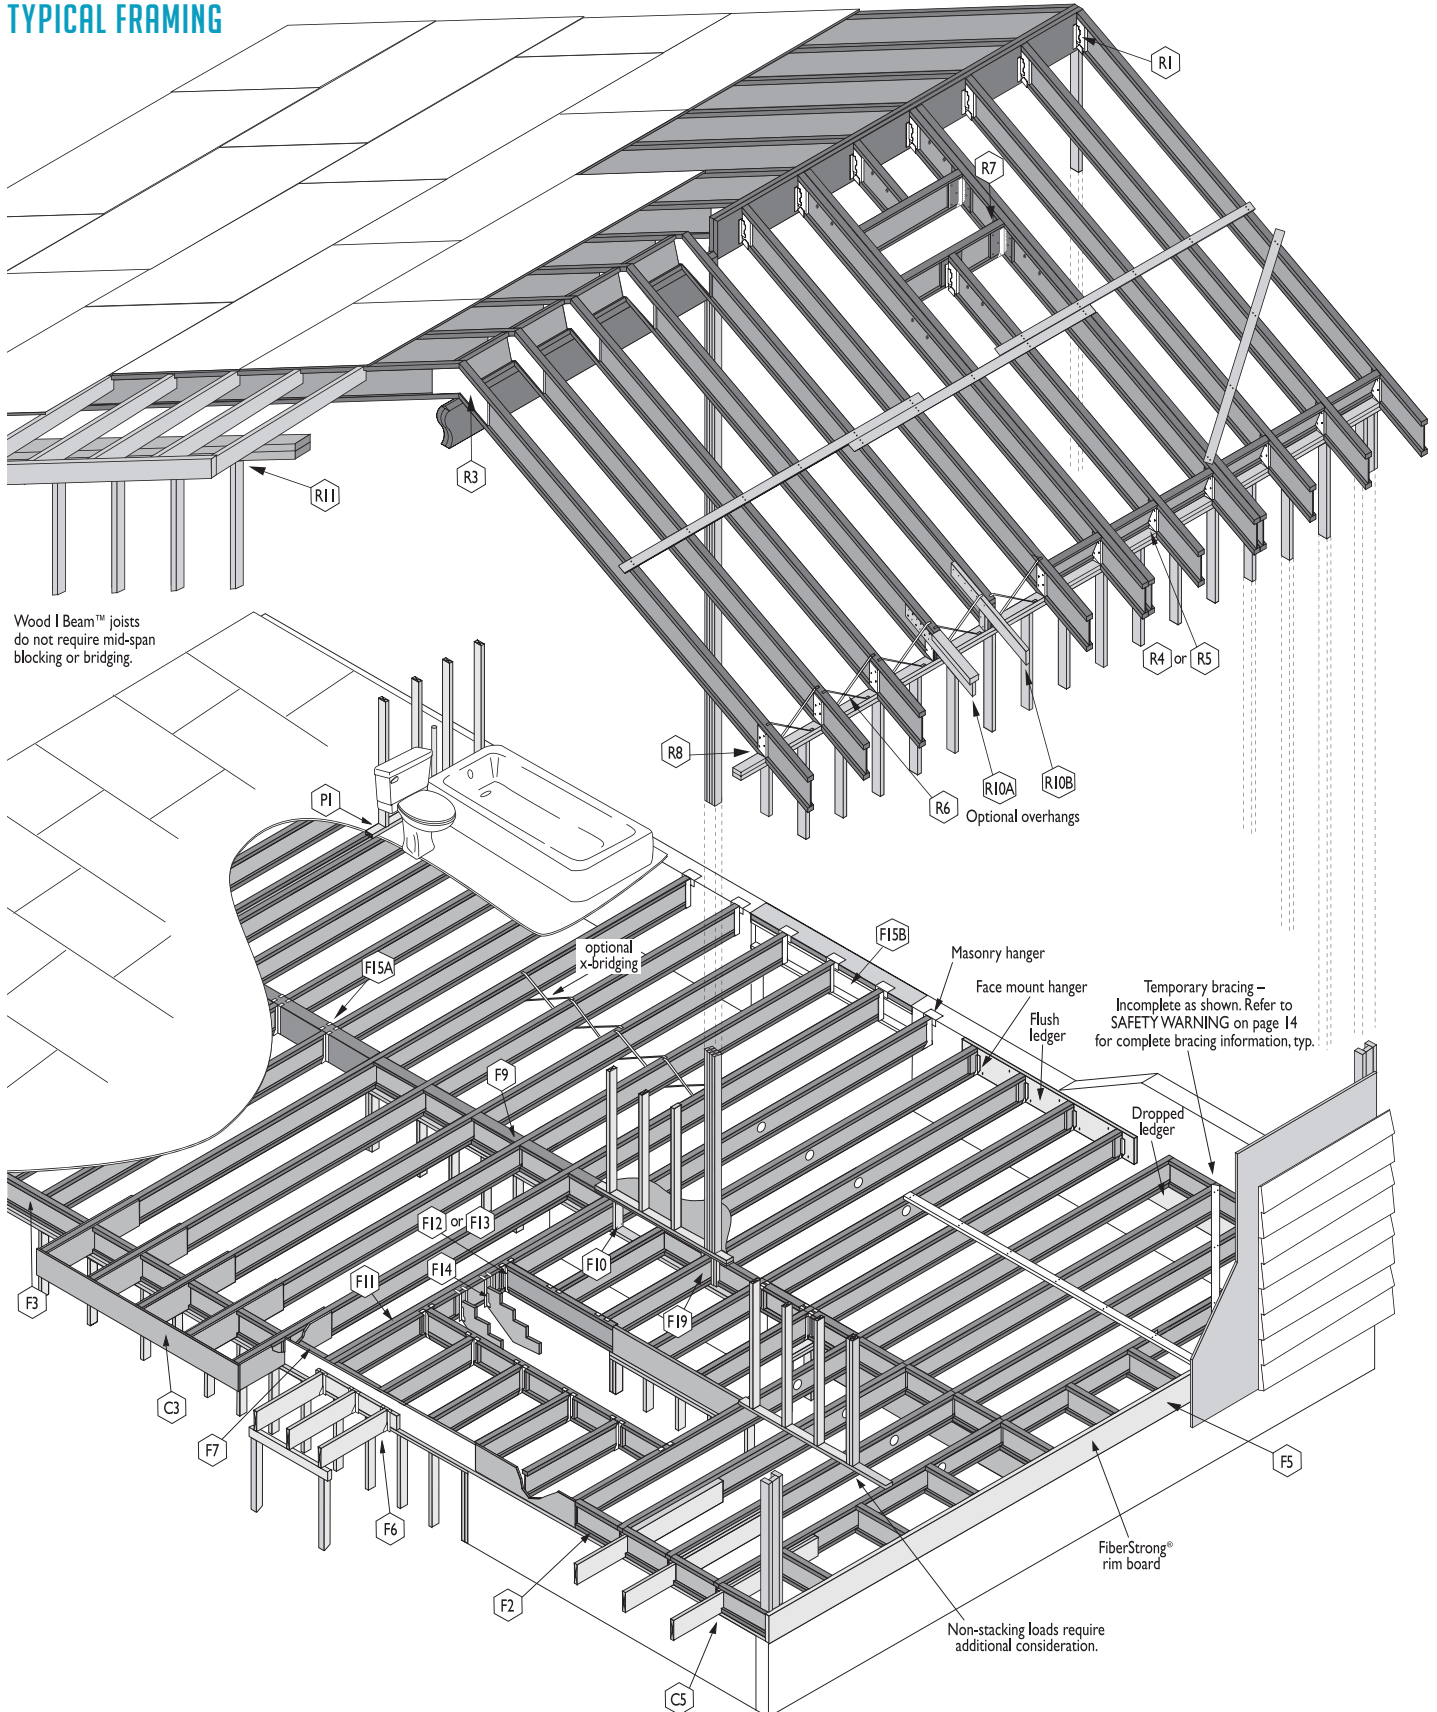 TYPICAL FRAMING
R1
R7
R3
R11
Wood I Beam™ joists
do not require mid-span
blocking or bridging.
R4 or R5
R8
R6
R10A
R10B
Optional overhangs
P1
F15A
optional
x-bridging
F15B
Masonry hanger
Face mount hanger
Flush
ledger
Temporary bracing –
Incomplete as shown. Refer to
SAFETY WARNING on page 14
for complete bracing information, typ.
Dropped
ledger
F9
F12 or F13
F10
F14
F11
F19
F3
C3
F7
F6
F5
FiberStrong®
rim board
F2
Non-stacking loads require
additional consideration.
C5